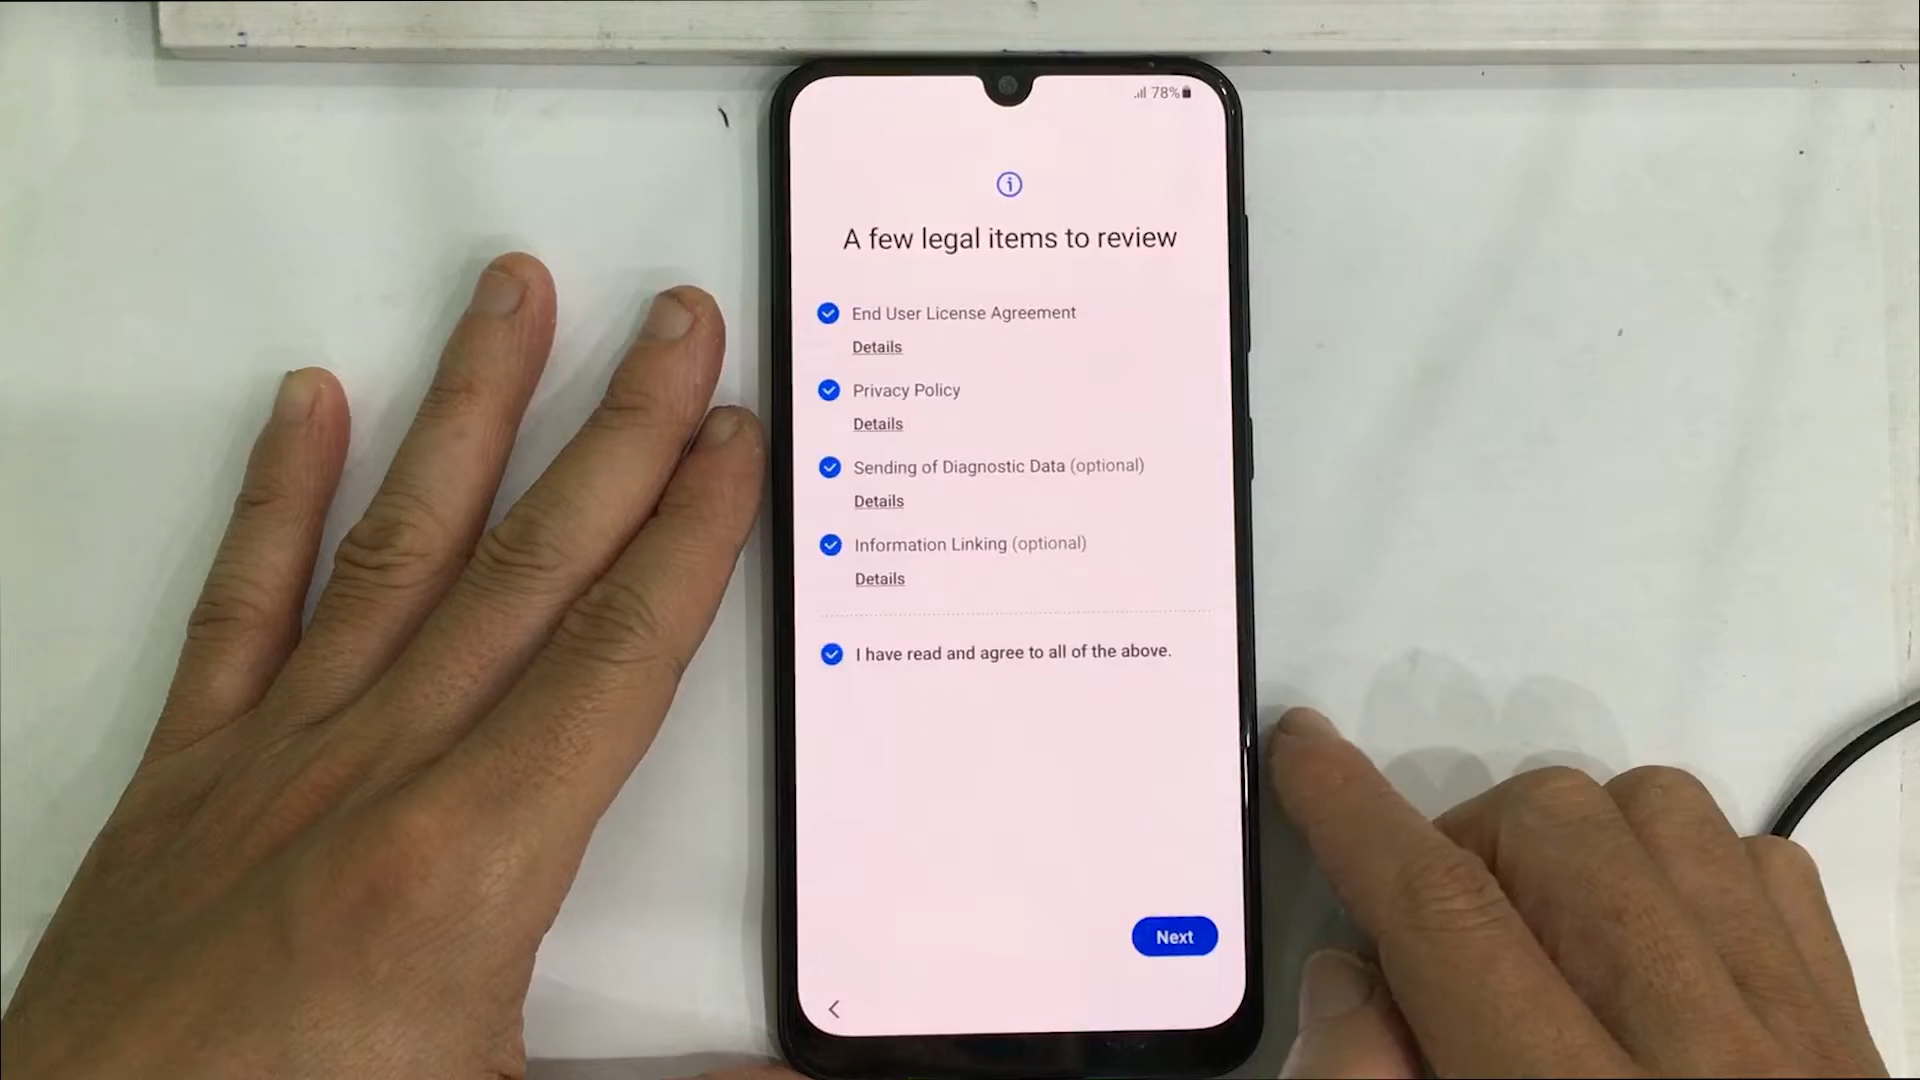 78%
A few legal items to review
End User License Agreement
Details
Privacy Policy
Details
Sending of Diagnostic Data (optional)
Details
Information Linking (optional)
Details
I have read and agree to all of the above.
Next